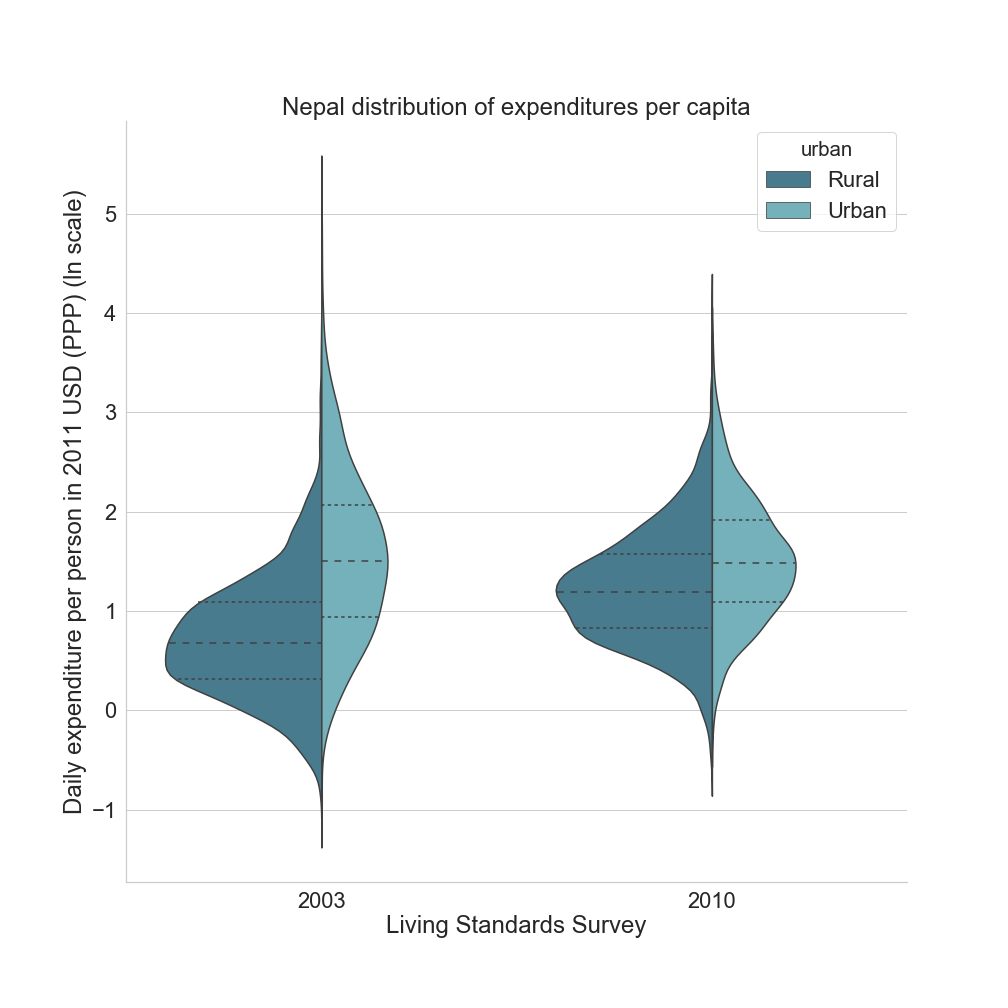 Nepal distribution of expenditures per capita
urban
Rural
Urban
Daily expenditure per person in 2011 USD (PPP) (ln scale)
5
4
3
2
1
0
−1
2003
2010
Living Standards Survey